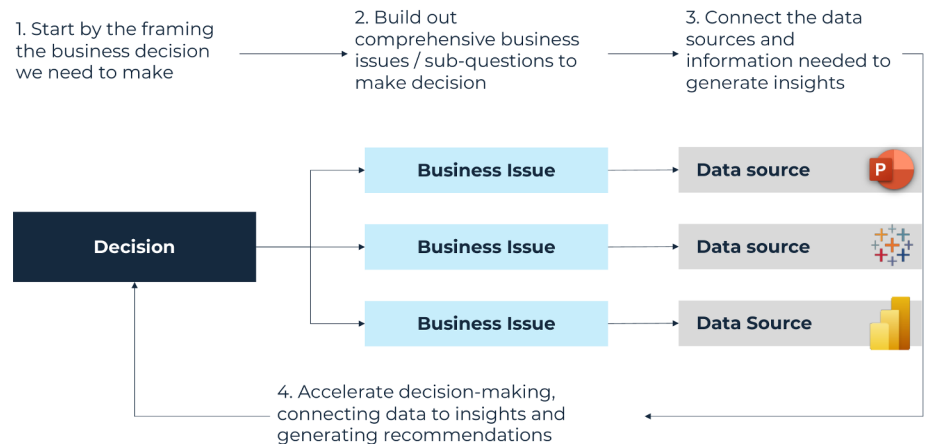 1. Start by the framing
the business decision
we need to make
2. Build out
comprehensive business
issues / sub-questions to
make decision
3. Connect the data
sources and
information needed to
generate insights
Decision
Business Issue
Data source
P
Business Issue
Data source
Business Issue
Data Source
4. Accelerate decision-making,
connecting data to insights and
generating recommendations